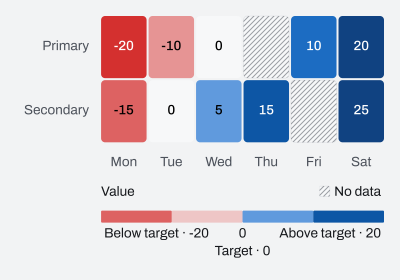 Primary -20 -10 0 10 20
Secondary -15 0 5 15 25
Mon Tue Wed Thu Fri Sat
Value No data
Below target · -20 0 Above target · 20
Target · 0